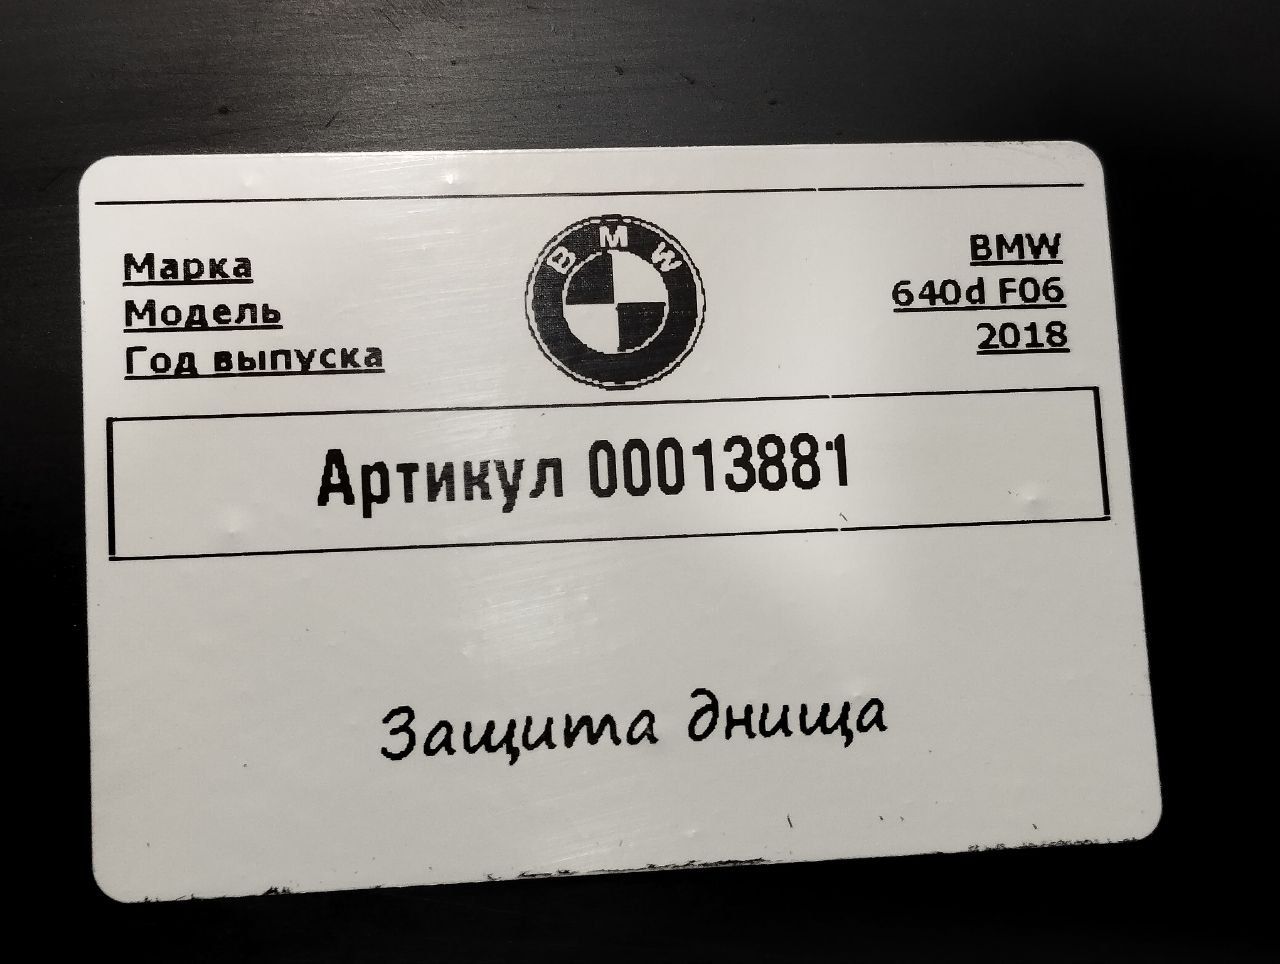 Марка BMW
Модель 640d F06
Год выпуска 2018
BMW
Артикул 00013881
Защита днища